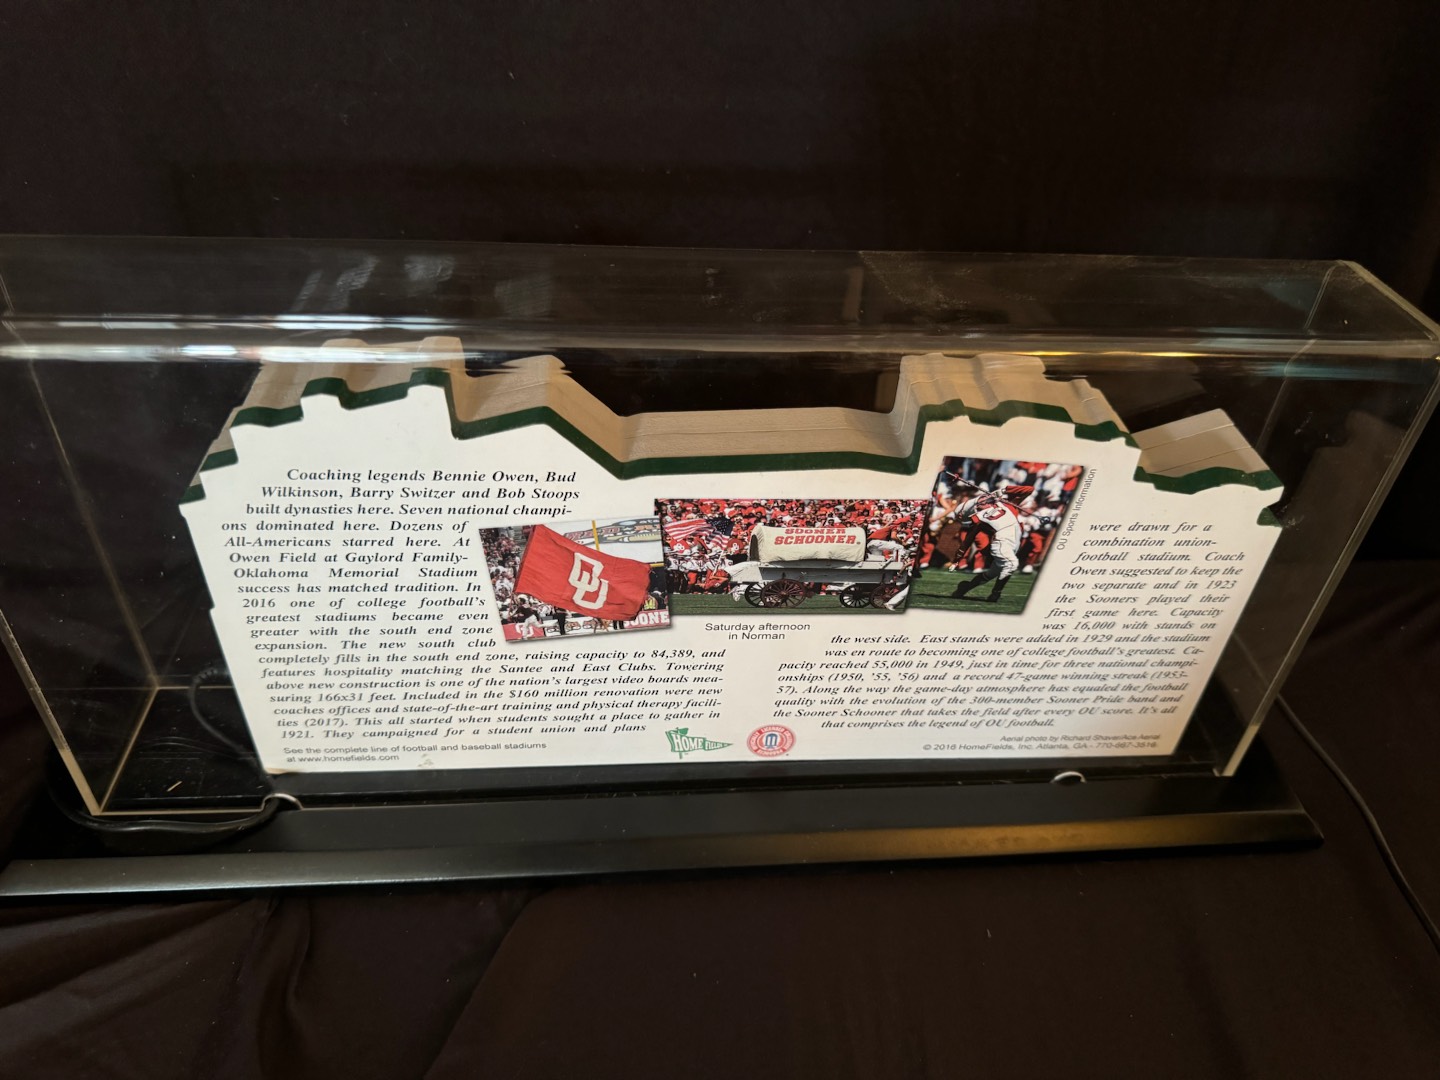 Coaching legends Bennie Owen, Bud
Wilkinson, Barry Switzer and Bob Stoops
built dynasties here. Seven national champi-
ons dominated here. Dozens of
All-Americans starred here. At
Owen Field at Gaylord Family-
Oklahoma Memorial Stadium
success has matched tradition. In
2016 one of college football's
greatest stadiums became even
greater with the south end zone
expansion. The new south club
completely fills in the south end zone, raising capacity to 84,389, and
features hospitality matching the Santee and East Clubs. Towering
above new construction is one of the nation's largest video boards mea-
suring 166x31 feet. Included in the $160 million renovation were new
coaches offices and state-of-the-art training and physical therapy facili-
ties (2017). This all started when students sought a place to gather in
1921. They campaigned for a student union and plans
See the complete line of football and baseball stadiums
at www.homefields.com
OU
OONE
SOONER
SCHOONER.
Saturday afternoon
in Norman
OU Sports Information
were drawn for a
combination union-
football stadium. Coach
Owen suggested to keep the
two separate and in 1923
the Sooners played their
first game here. Capacity
was 16,000 with stands on
the west side. East stands were added in 1929 and the stadium
was en route to becoming one of college football's greatest. Ca-
pacity reached 55,000 in 1949, just in time for three national champi-
onships (1950, '55, '56) and a record 47-game winning streak (1953-
57). Along the way the game-day atmosphere has equaled the football
quality with the evolution of the 300-member Sooner Pride band and
the Sooner Schooner that takes the field after every OU score. It's all
that comprises the legend of OU football.
HOME FIELDS
Aerial photo by Richard Shaver/Ace Aerial
© 2016 HomeFields, Inc. Atlanta, GA -